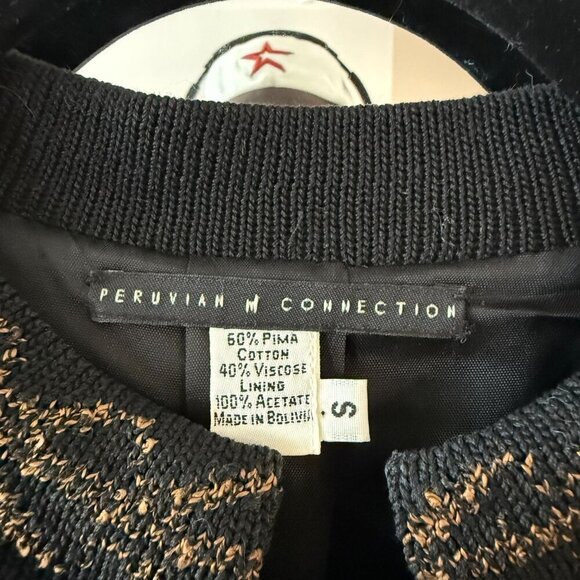 PERUVIAN CONNECTION
60% PIMA
COTTON
40% VISCOSE
LINING
100% ACETATE
MADE IN BOLIVIA
S